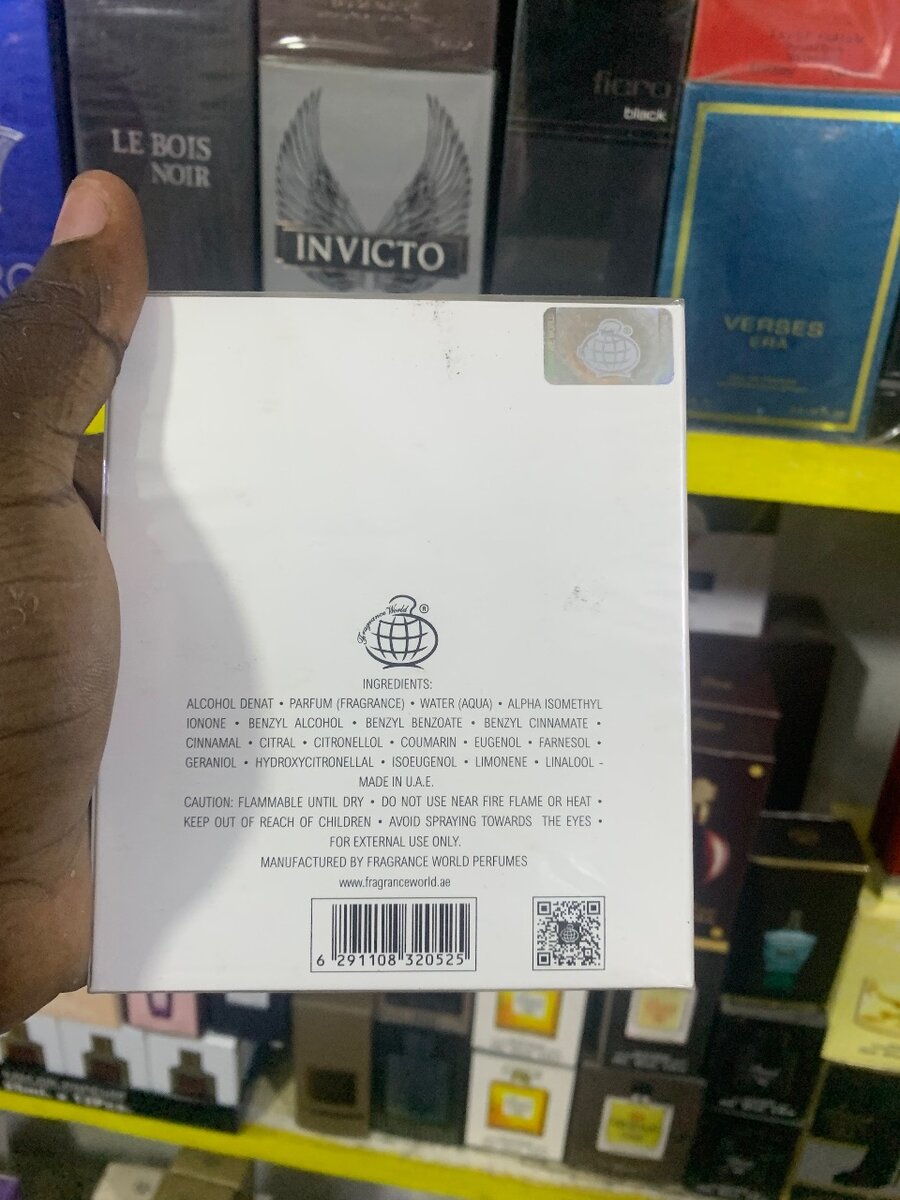 LE BOIS
NOIR
INVICTO
fiero
black
VERSES
ERA
Fragrance World ®
INGREDIENTS:
ALCOHOL DENAT • PARFUM (FRAGRANCE) • WATER (AQUA) • ALPHA ISOMETHYL
IONONE • BENZYL ALCOHOL • BENZYL BENZOATE • BENZYL CINNAMATE •
CINNAMAL • CITRAL • CITRONELLOL • COUMARIN • EUGENOL • FARNESOL •
GERANIOL • HYDROXYCITRONELLAL • ISOEUGENOL • LIMONENE • LINALOOL -
MADE IN U.A.E.
CAUTION: FLAMMABLE UNTIL DRY • DO NOT USE NEAR FIRE FLAME OR HEAT •
KEEP OUT OF REACH OF CHILDREN • AVOID SPRAYING TOWARDS THE EYES •
FOR EXTERNAL USE ONLY.
MANUFACTURED BY FRAGRANCE WORLD PERFUMES
www.fragranceworld.ae
6 291108 320525